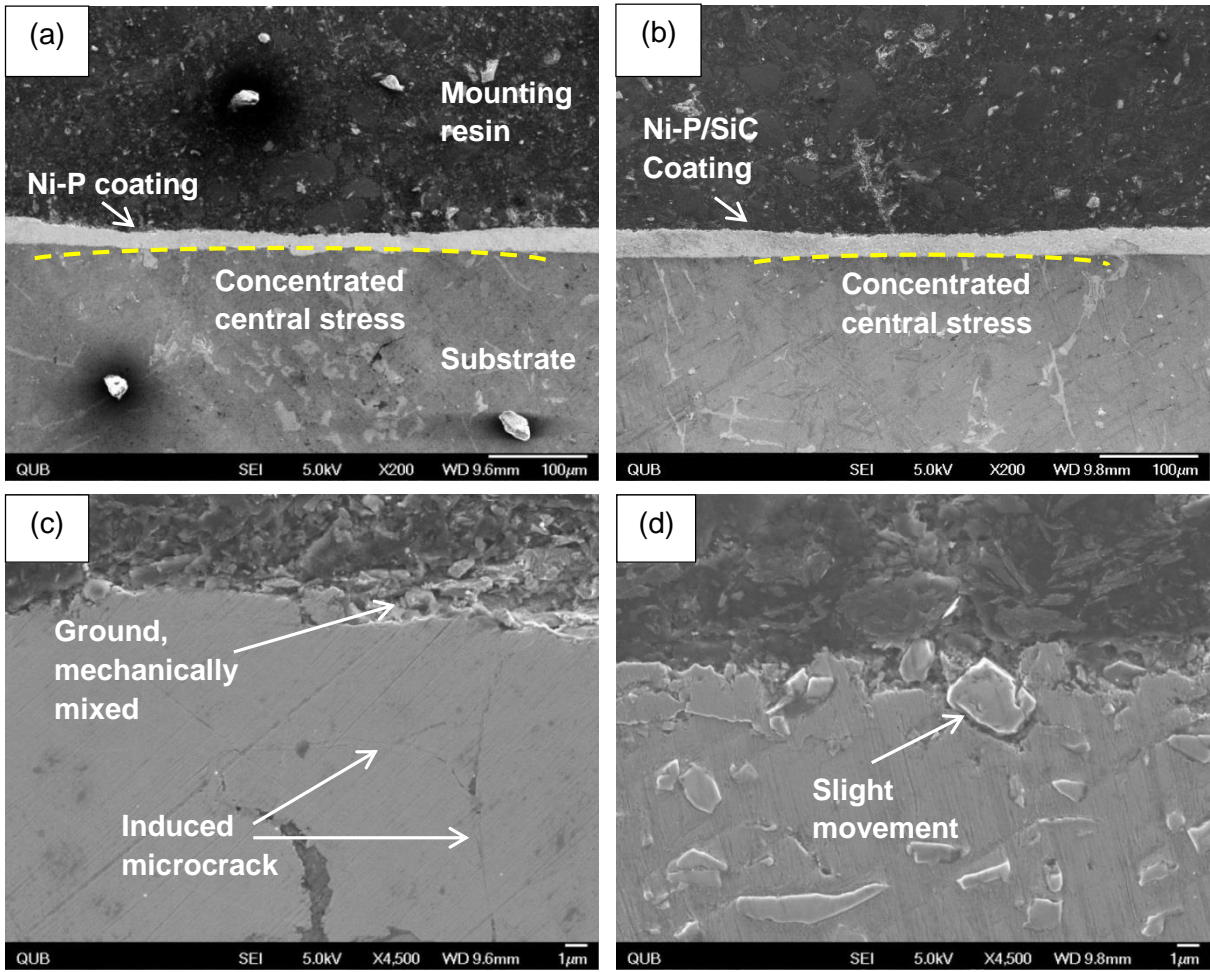 (a)
Mounting
resin
Ni-P coating
Concentrated
central stress
Substrate
QUB SEI 5.0kV X200 WD 9.6mm 100μm
(b)
Ni-P/SiC
Coating
Concentrated
central stress
QUB SEI 5.0kV X200 WD 9.8mm 100μm
(c)
Ground,
mechanically
mixed
Induced
microcrack
QUB SEI 5.0kV X4,500 WD 9.6mm 1μm
(d)
Slight
movement
QUB SEI 5.0kV X4,500 WD 9.8mm 1μm